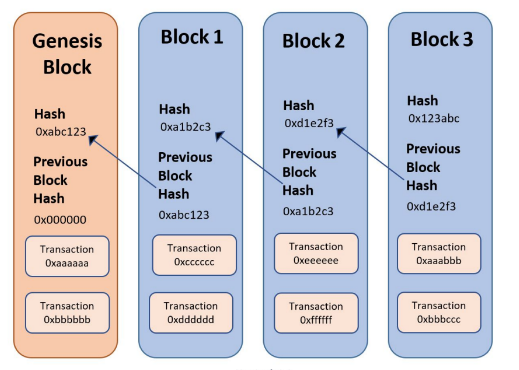 Genesis
Block
Hash
0xabc123
Previous
Block
Hash
0x000000
Transaction
0xaaaaaa
Transaction
0xbbbbbb
Block 1
Hash
0xa1b2c3
Previous
Block
Hash
0xabc123
Transaction
0xcccccc
Transaction
0xdddddd
Block 2
Hash
0xd1e2f3
Previous
Block
Hash
0xa1b2c3
Transaction
0xeeeeee
Transaction
0xffffff
Block 3
Hash
0x123abc
Previous
Block
Hash
0xd1e2f3
Transaction
0xaaabbb
Transaction
0xbbbccc